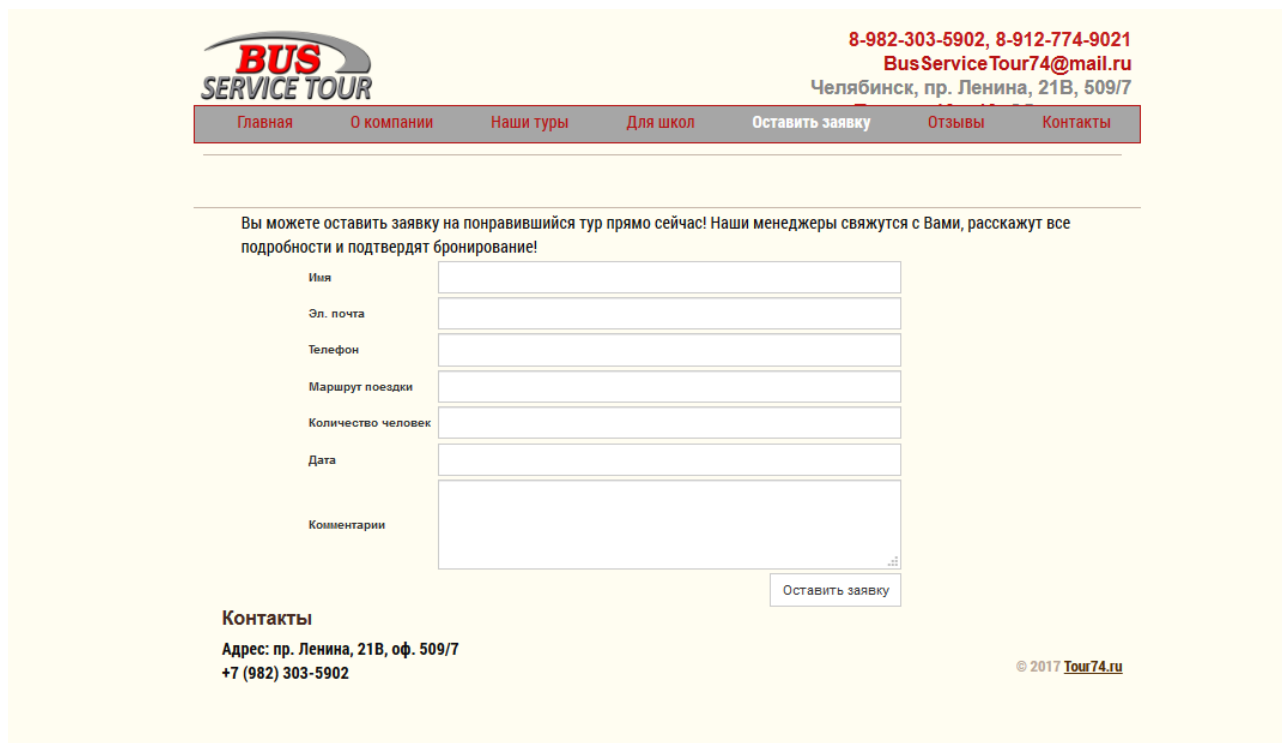 BUS
SERVICE TOUR
8-982-303-5902, 8-912-774-9021
BusServiceTour74@mail.ru
Челябинск, пр. Ленина, 21В, 509/7
Главная О компании Наши туры Для школ Оставить заявку Отзывы Контакты
Вы можете оставить заявку на понравившийся тур прямо сейчас! Наши менеджеры свяжутся с Вами, расскажут все
подробности и подтвердят бронирование!
Имя
Эл. почта
Телефон
Маршрут поездки
Количество человек
Дата
Комментарии
Оставить заявку
Контакты
Адрес: пр. Ленина, 21В, оф. 509/7
+7 (982) 303-5902
© 2017 Tour74.ru